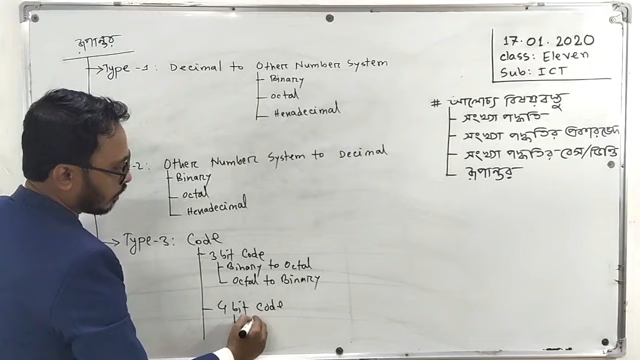 রূপান্তর
Type-1: Decimal to Other Number System
Binary
Octal
Hexadecimal
-2: Other Number System to Decimal
Binary
Octal
Hexadecimal
Type-3: Code
3 bit Code
Binary to Octal
Octal to Binary
4 bit code
17.01.2020
Class: Eleven
Sub: ICT
# আলোচ্য বিষয়বস্তু
সংখ্যা পদ্ধতি
সংখ্যা পদ্ধতির প্রকারভেদ
সংখ্যা পদ্ধতির বেস/ভিত্তি
রূপান্তর